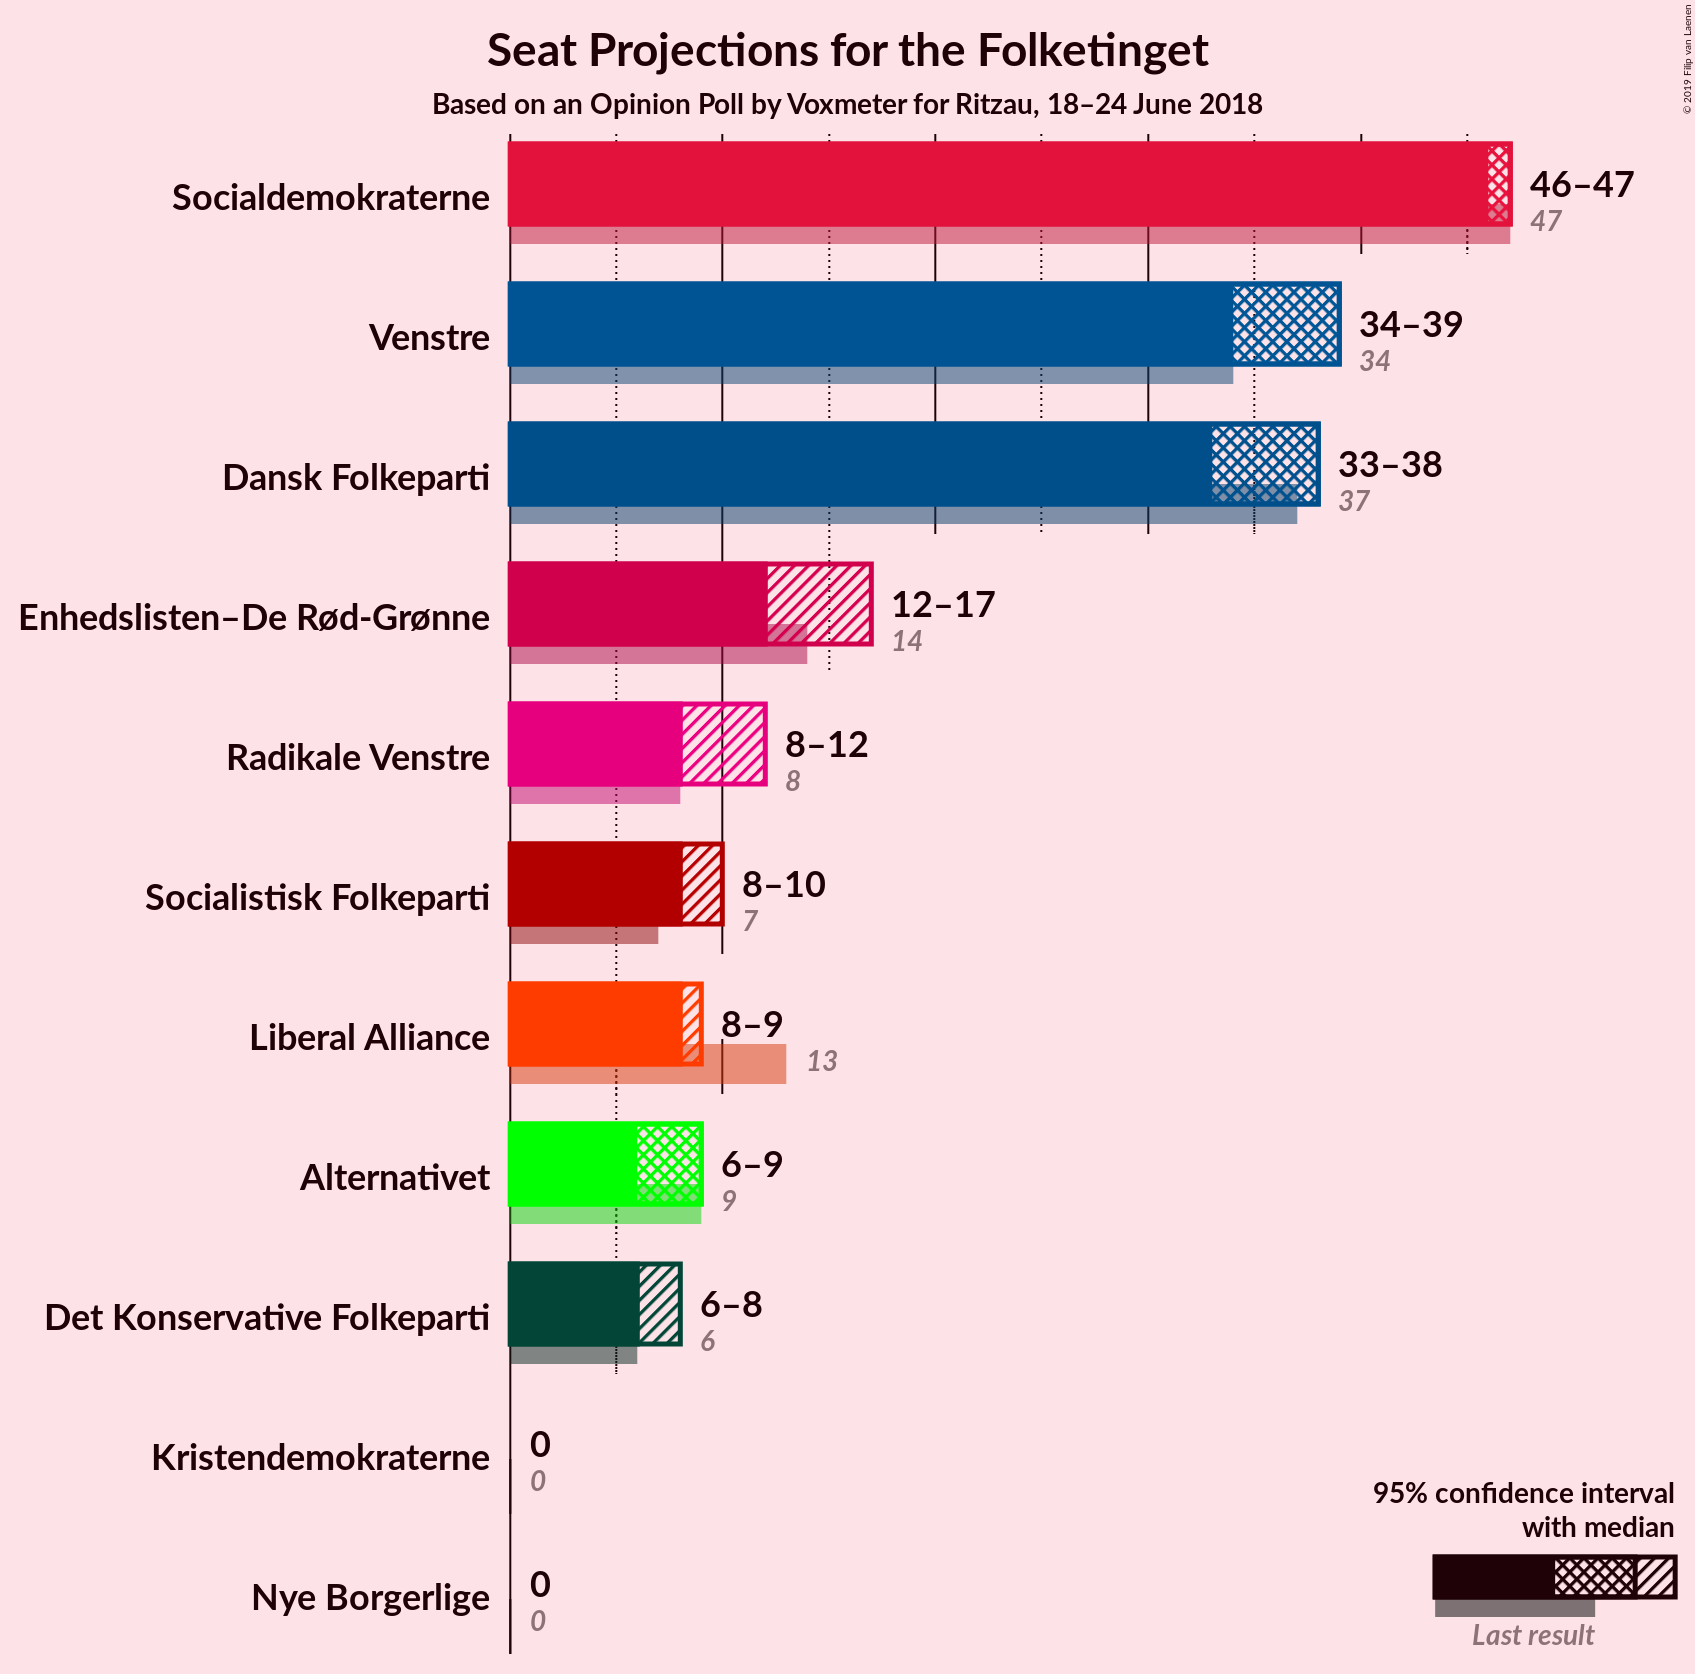 © 2019 Filip van Laenen
Seat Projections for the Folketinget
Based on an Opinion Poll by Voxmeter for Ritzau, 18–24 June 2018
Socialdemokraterne
46–47
47
Venstre
34–39
34
Dansk Folkeparti
33–38
37
Enhedslisten–De Rød-Grønne
12–17
14
Radikale Venstre
8–12
8
Socialistisk Folkeparti
8–10
7
Liberal Alliance
8–9
13
Alternativet
6–9
9
Det Konservative Folkeparti
6–8
6
Kristendemokraterne
0
0
Nye Borgerlige
0
0
95% confidence interval
with median
Last result